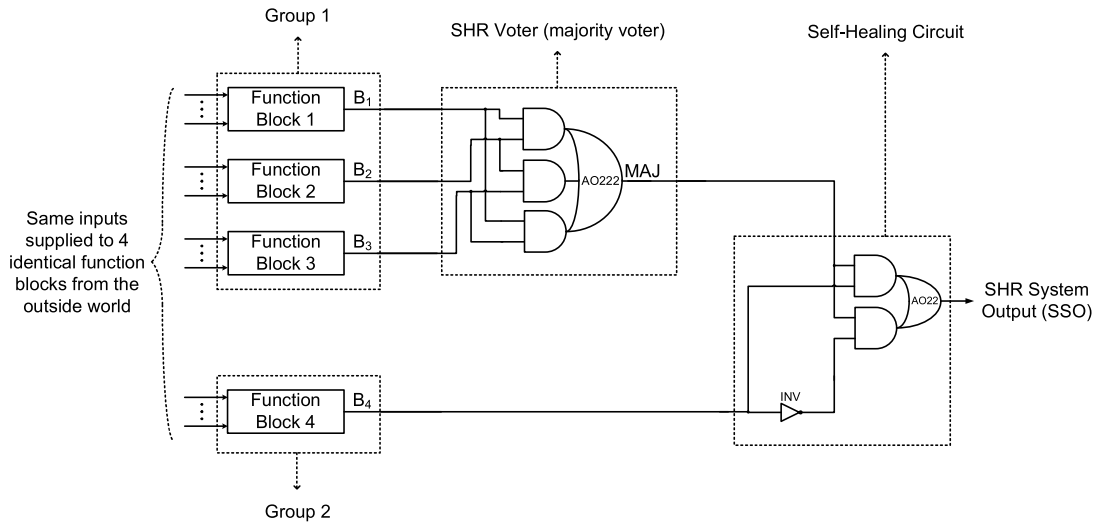 Group 1
SHR Voter (majority voter)
Self-Healing Circuit
Function
Block 1
B1
Function
Block 2
B2
Function
Block 3
B3
AO222
MAJ
Same inputs
supplied to 4
identical function
blocks from the
outside world
AO22
SHR System
Output (SSO)
Function
Block 4
B4
INV
Group 2